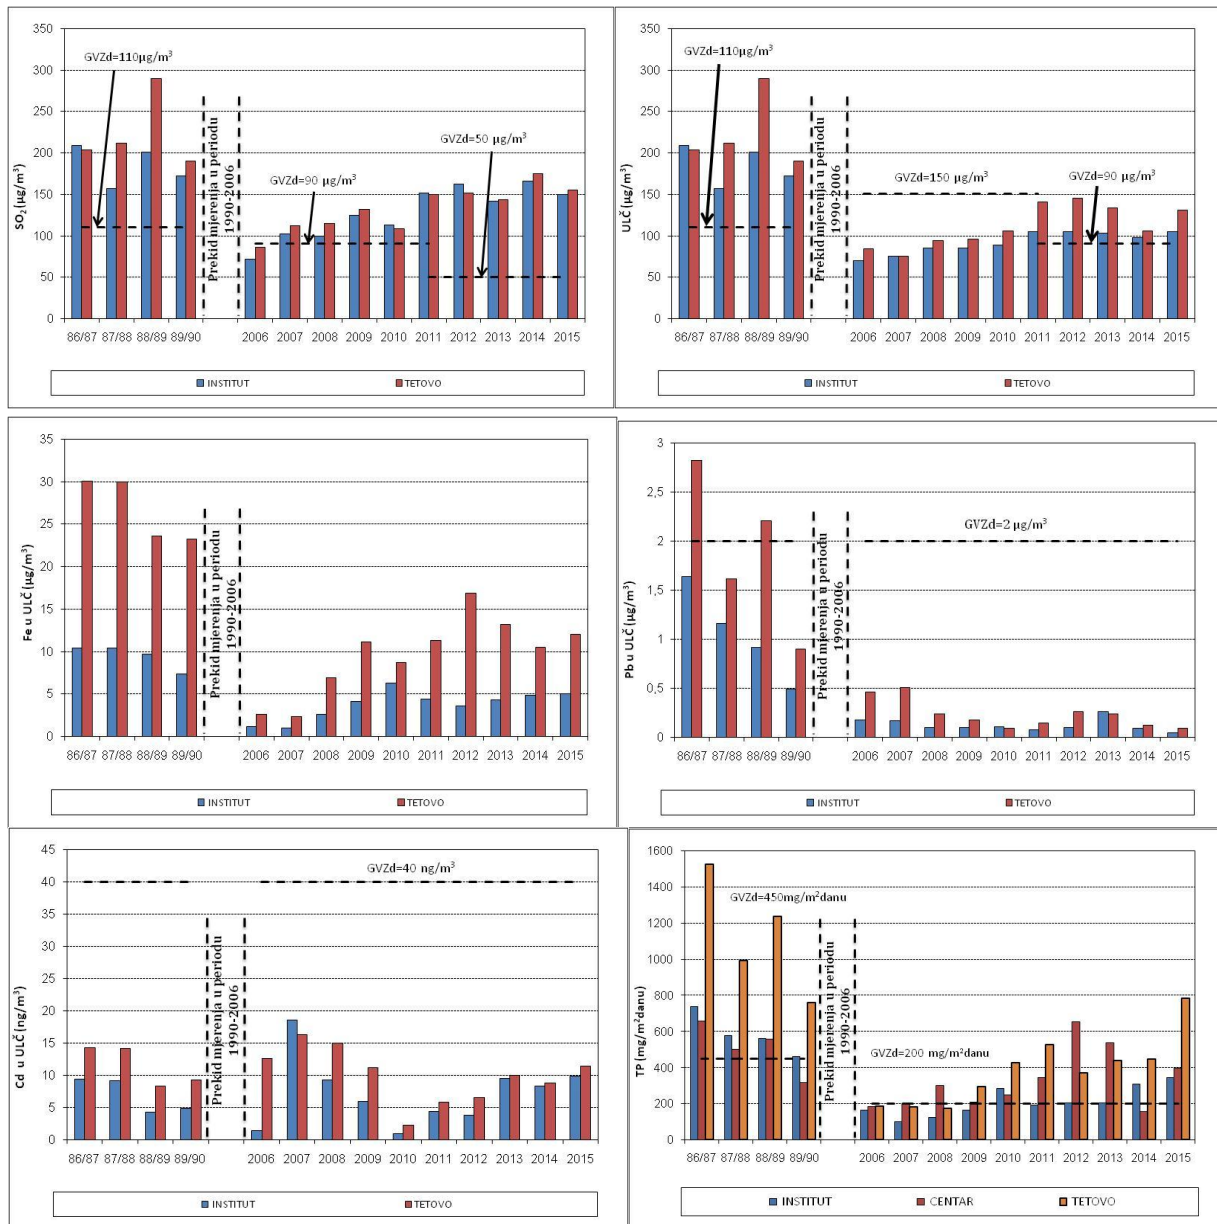 350
300
250
200
150
100
50
0
SO₂(µg/m³)
GVZd=110µg/m³
GVZd=90 µg/m³
GVZd=50 µg/m³
Prekid mjerenja u periodu
1990-2006
86/87 87/88 88/89 89/90 2006 2007 2008 2009 2010 2011 2012 2013 2014 2015
INSTITUT TETOVO
350
300
250
200
150
100
50
0
ULČ(µg/m³)
GVZd=110µg/m³
GVZd=150 µg/m³
GVZd=90 µg/m³
Prekid mjerenja u periodu
1990-2006
86/87 87/88 88/89 89/90 2006 2007 2008 2009 2010 2011 2012 2013 2014 2015
INSTITUT TETOVO
35
30
25
20
15
10
5
0
Fe u ULČ (µg/m³)
Prekid mjerenja u periodu
1990-2006
86/87 87/88 88/89 89/90 2006 2007 2008 2009 2010 2011 2012 2013 2014 2015
INSTITUT TETOVO
3
2,5
2
1,5
1
0,5
0
Pb u ULČ (µg/m³)
GVZd=2 µg/m³
Prekid mjerenja u periodu
1990-2006
86/87 87/88 88/89 89/90 2006 2007 2008 2009 2010 2011 2012 2013 2014 2015
INSTITUT TETOVO
45
40
35
30
25
20
15
10
5
0
Cd u ULČ (ng/m³)
GVZd=40 ng/m³
Prekid mjerenja u periodu
1990-2006
86/87 87/88 88/89 89/90 2006 2007 2008 2009 2010 2011 2012 2013 2014 2015
INSTITUT TETOVO
1600
1400
1200
1000
800
600
400
200
0
TP (mg/m²danu)
GVZd=450mg/m²danu
GVZd=200 mg/m²danu
Prekid mjerenja u periodu
1990-2006
86/87 87/88 88/89 89/90 2006 2007 2008 2009 2010 2011 2012 2013 2014 2015
INSTITUT CENTAR TETOVO